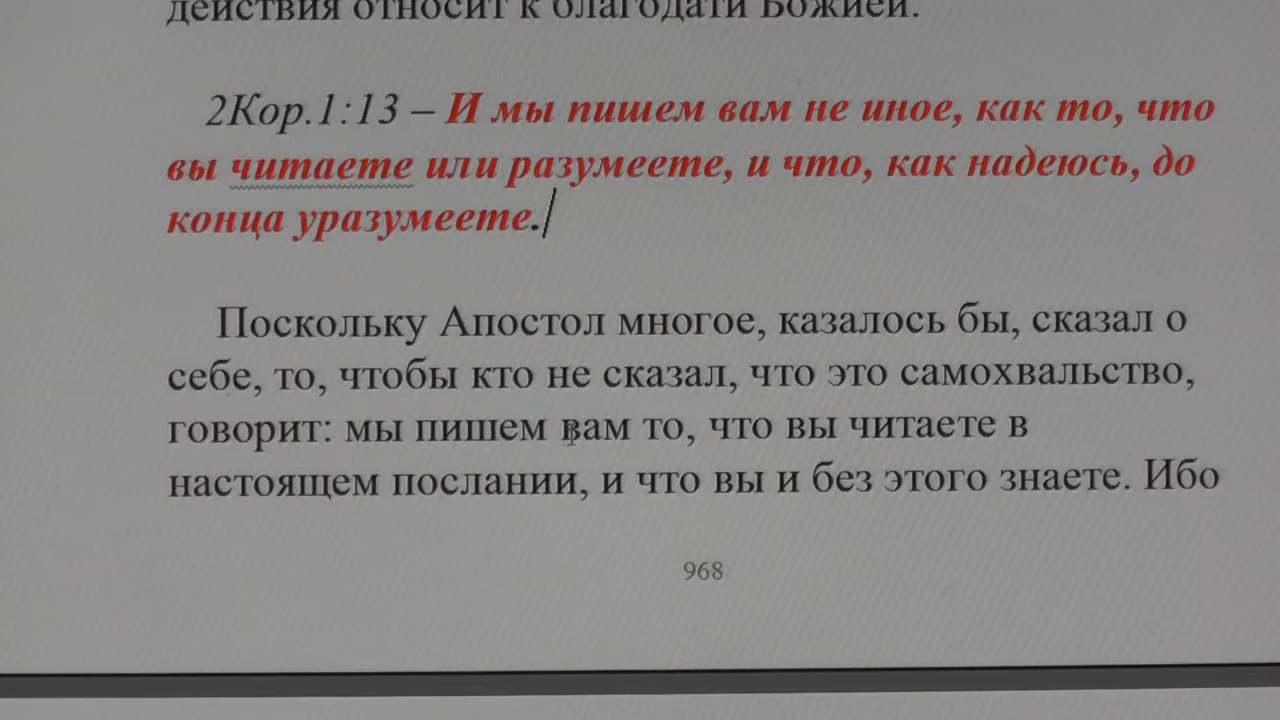 действия относит к благодати Божией.
2Кор.1:13 – И мы пишем вам не иное, как то, что
вы читаете или разумеете, и что, как надеюсь, до
конца уразумеете.
Поскольку Апостол многое, казалось бы, сказал о
себе, то, чтобы кто не сказал, что это самохвальство,
говорит: мы пишем вам то, что вы читаете в
настоящем послании, и что вы и без этого знаете. Ибо
968